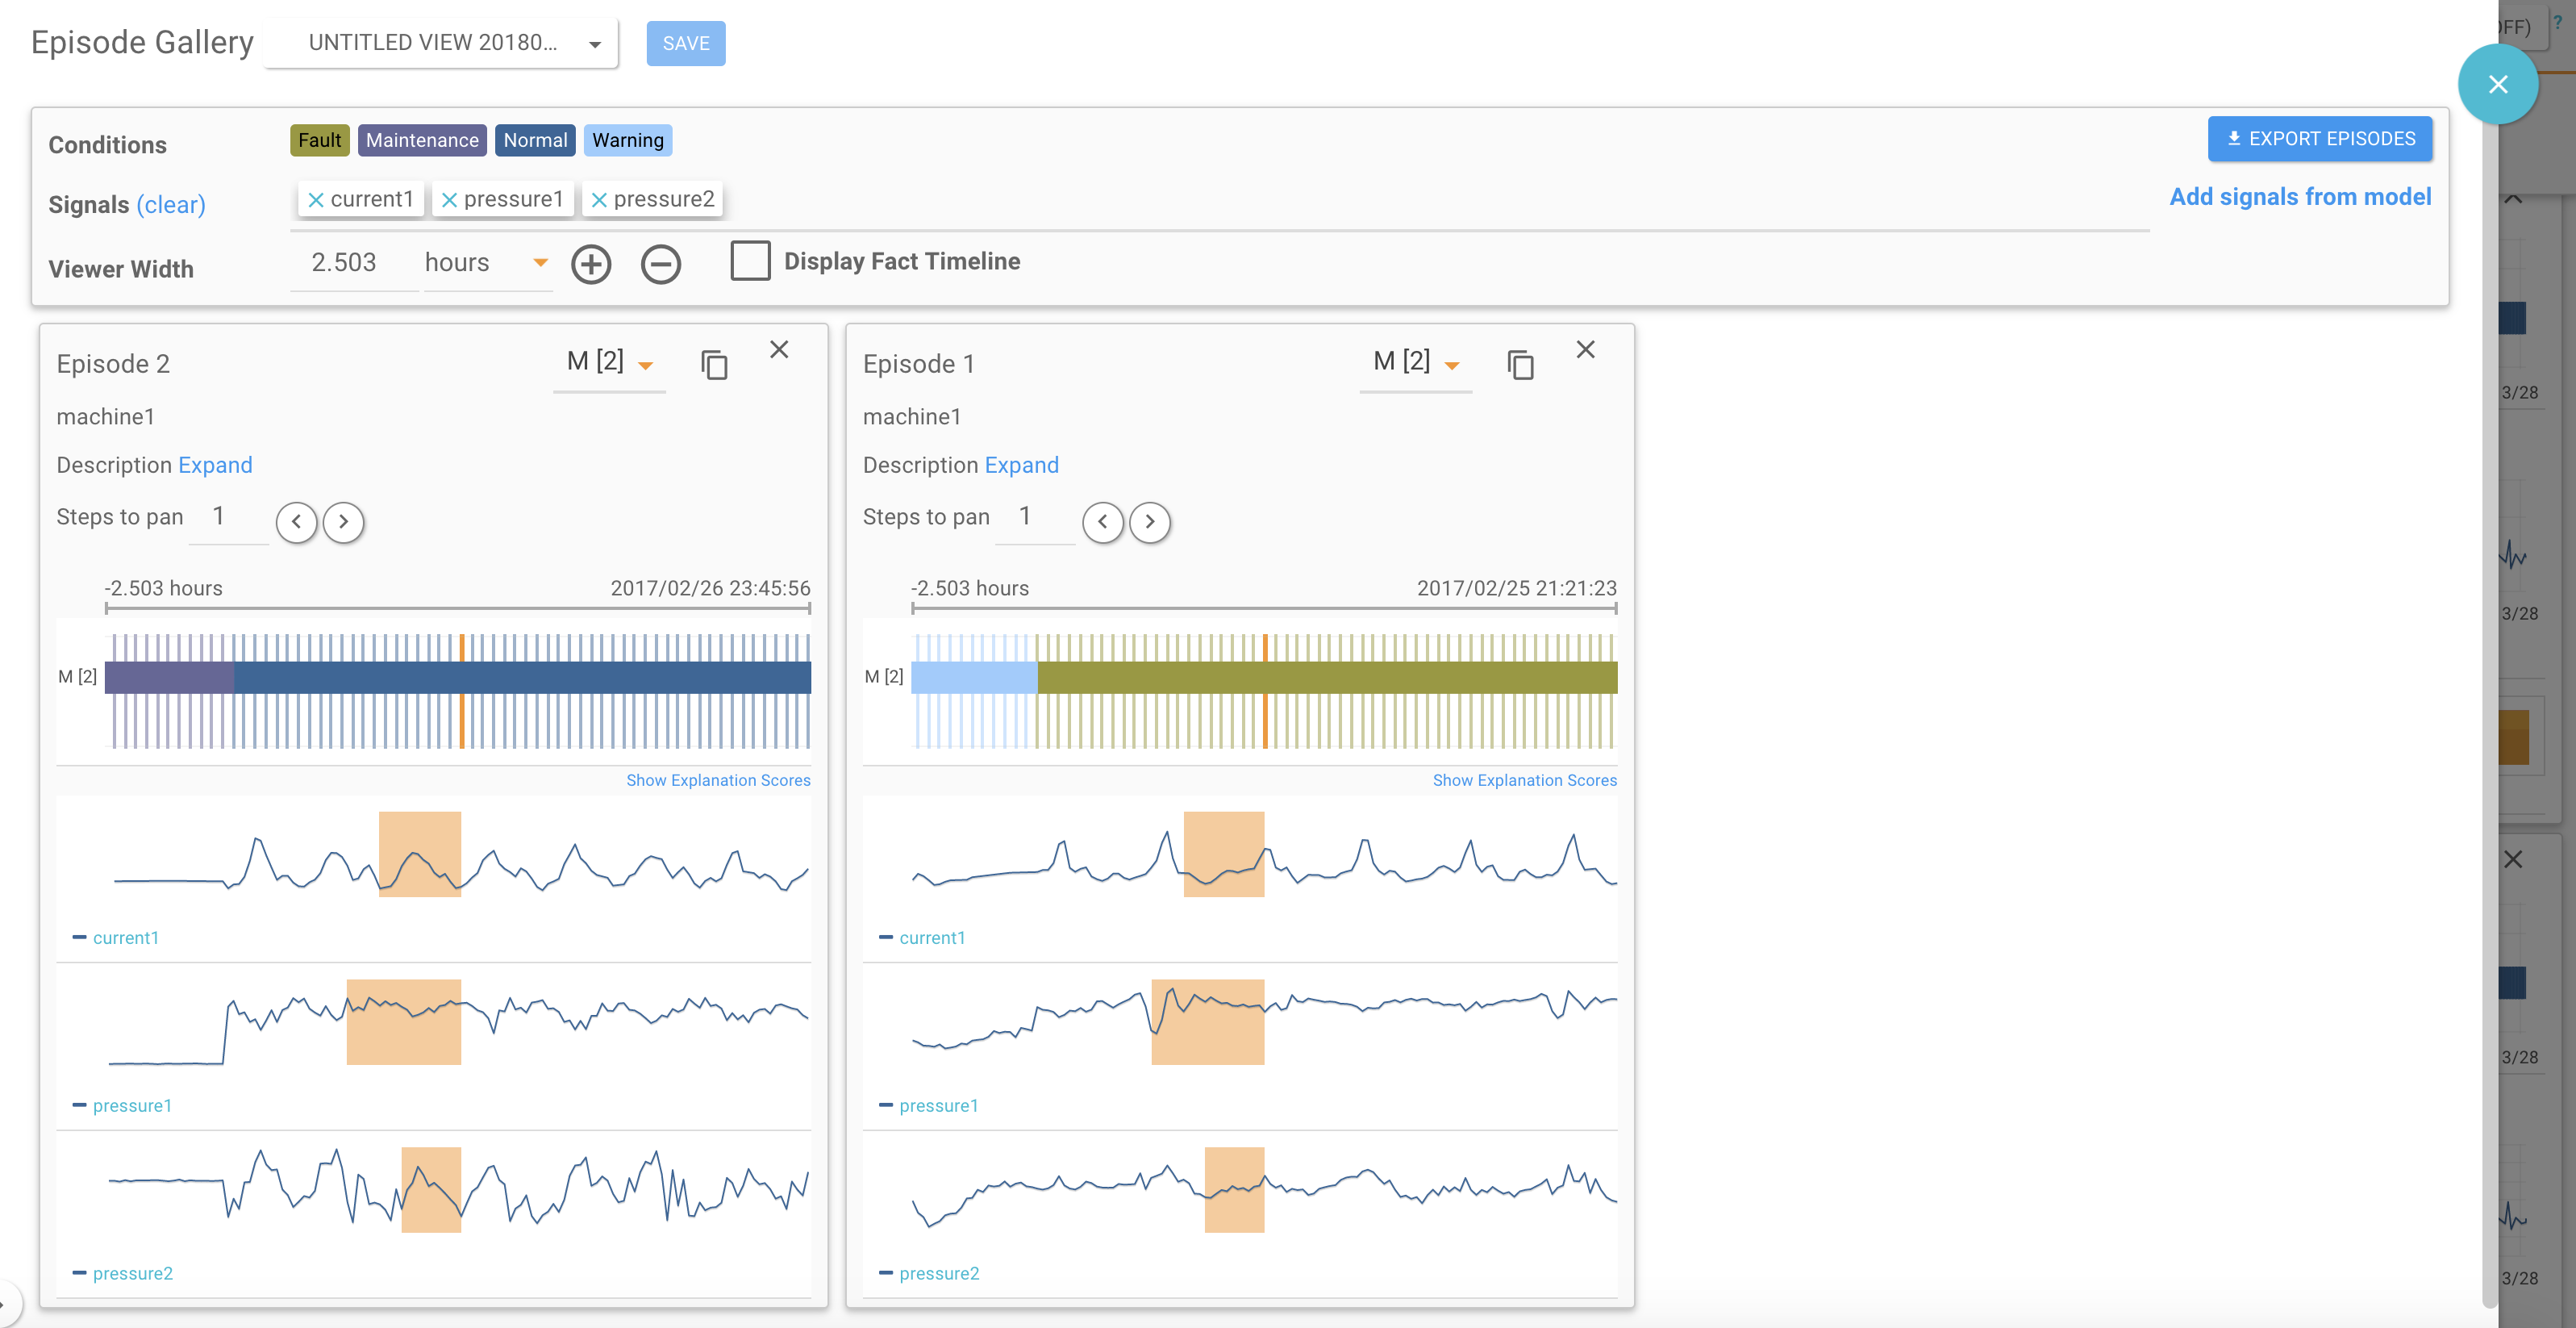 Episode Gallery UNTITLED VIEW 20180... SAVE
OFF) ?
Conditions Fault Maintenance Normal Warning EXPORT EPISODES
Signals (clear) current1 pressure1 pressure2 Add signals from model
Viewer Width 2.503 hours Display Fact Timeline
Episode 2 M [2]
machine1
Description Expand
Steps to pan 1
-2.503 hours 2017/02/26 23:45:56
M [2]
Show Explanation Scores
current1
pressure1
pressure2
Episode 1 M [2]
machine1
Description Expand
Steps to pan 1
-2.503 hours 2017/02/25 21:21:23
M [2]
Show Explanation Scores
current1
pressure1
pressure2
3/28
3/28
3/28
3/28